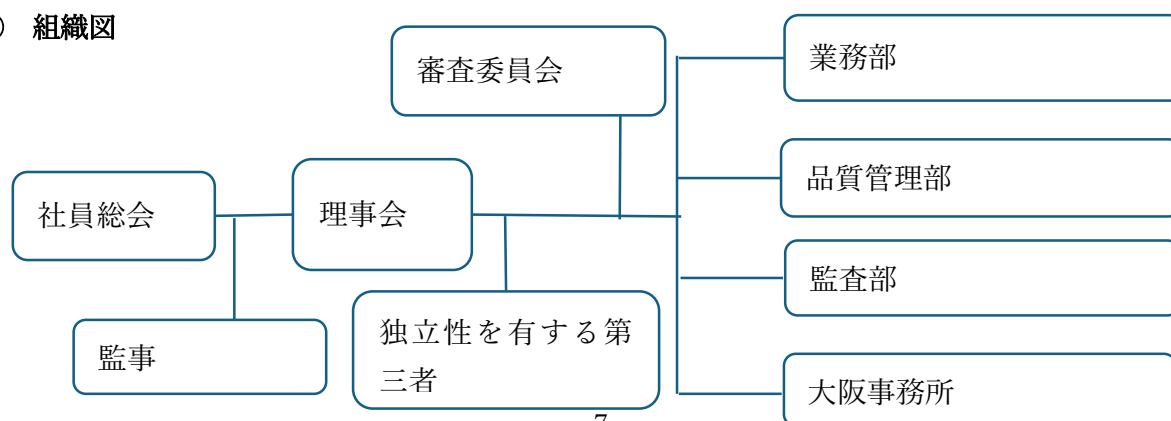 ) 組織図
審査委員会
業務部
品質管理部
社員総会
理事会
監査部
独立性を有する第
三者
監事
大阪事務所
7